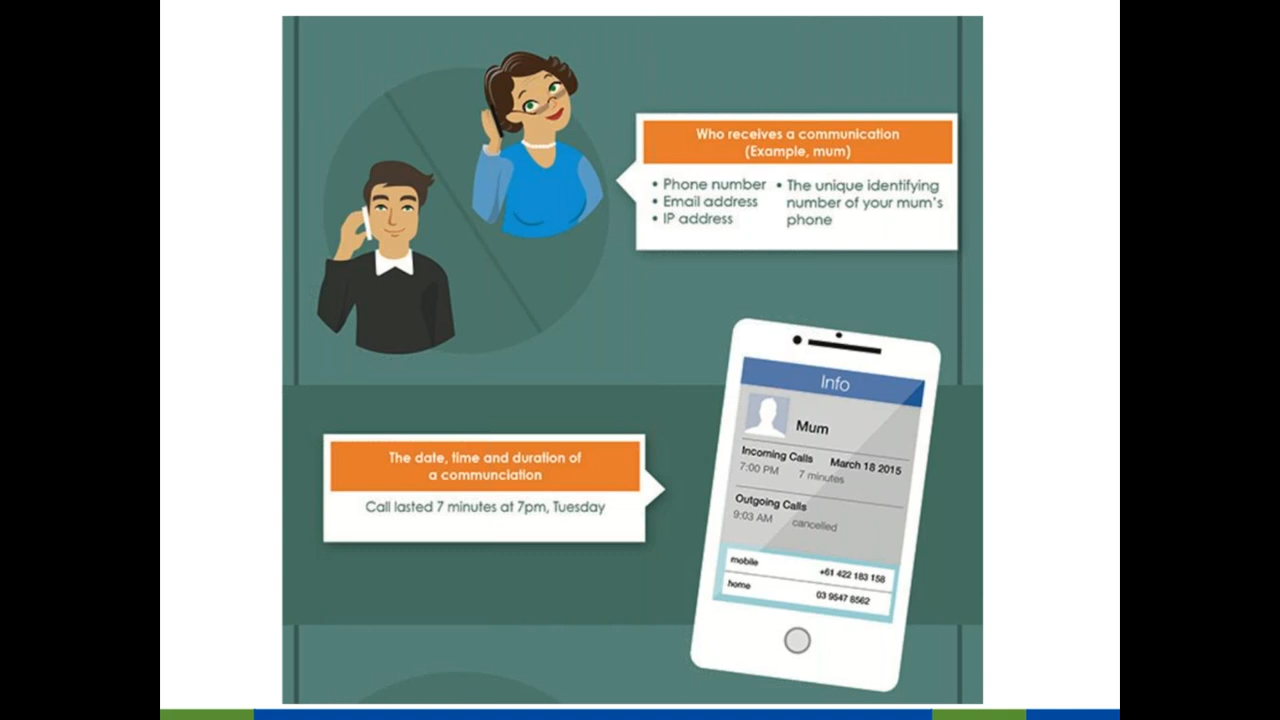 Who receives a communication
(Example, mum)
• Phone number
• Email address
• IP address
• The unique identifying
number of your mum's
phone
Info
Mum
Incoming Calls March 18 2015
7:00 PM 7 minutes
Outgoing Calls
9:03 AM cancelled
mobile +61 422 183 158
home 03 9547 8562
The date, time and duration of
a communciation
Call lasted 7 minutes at 7pm, Tuesday